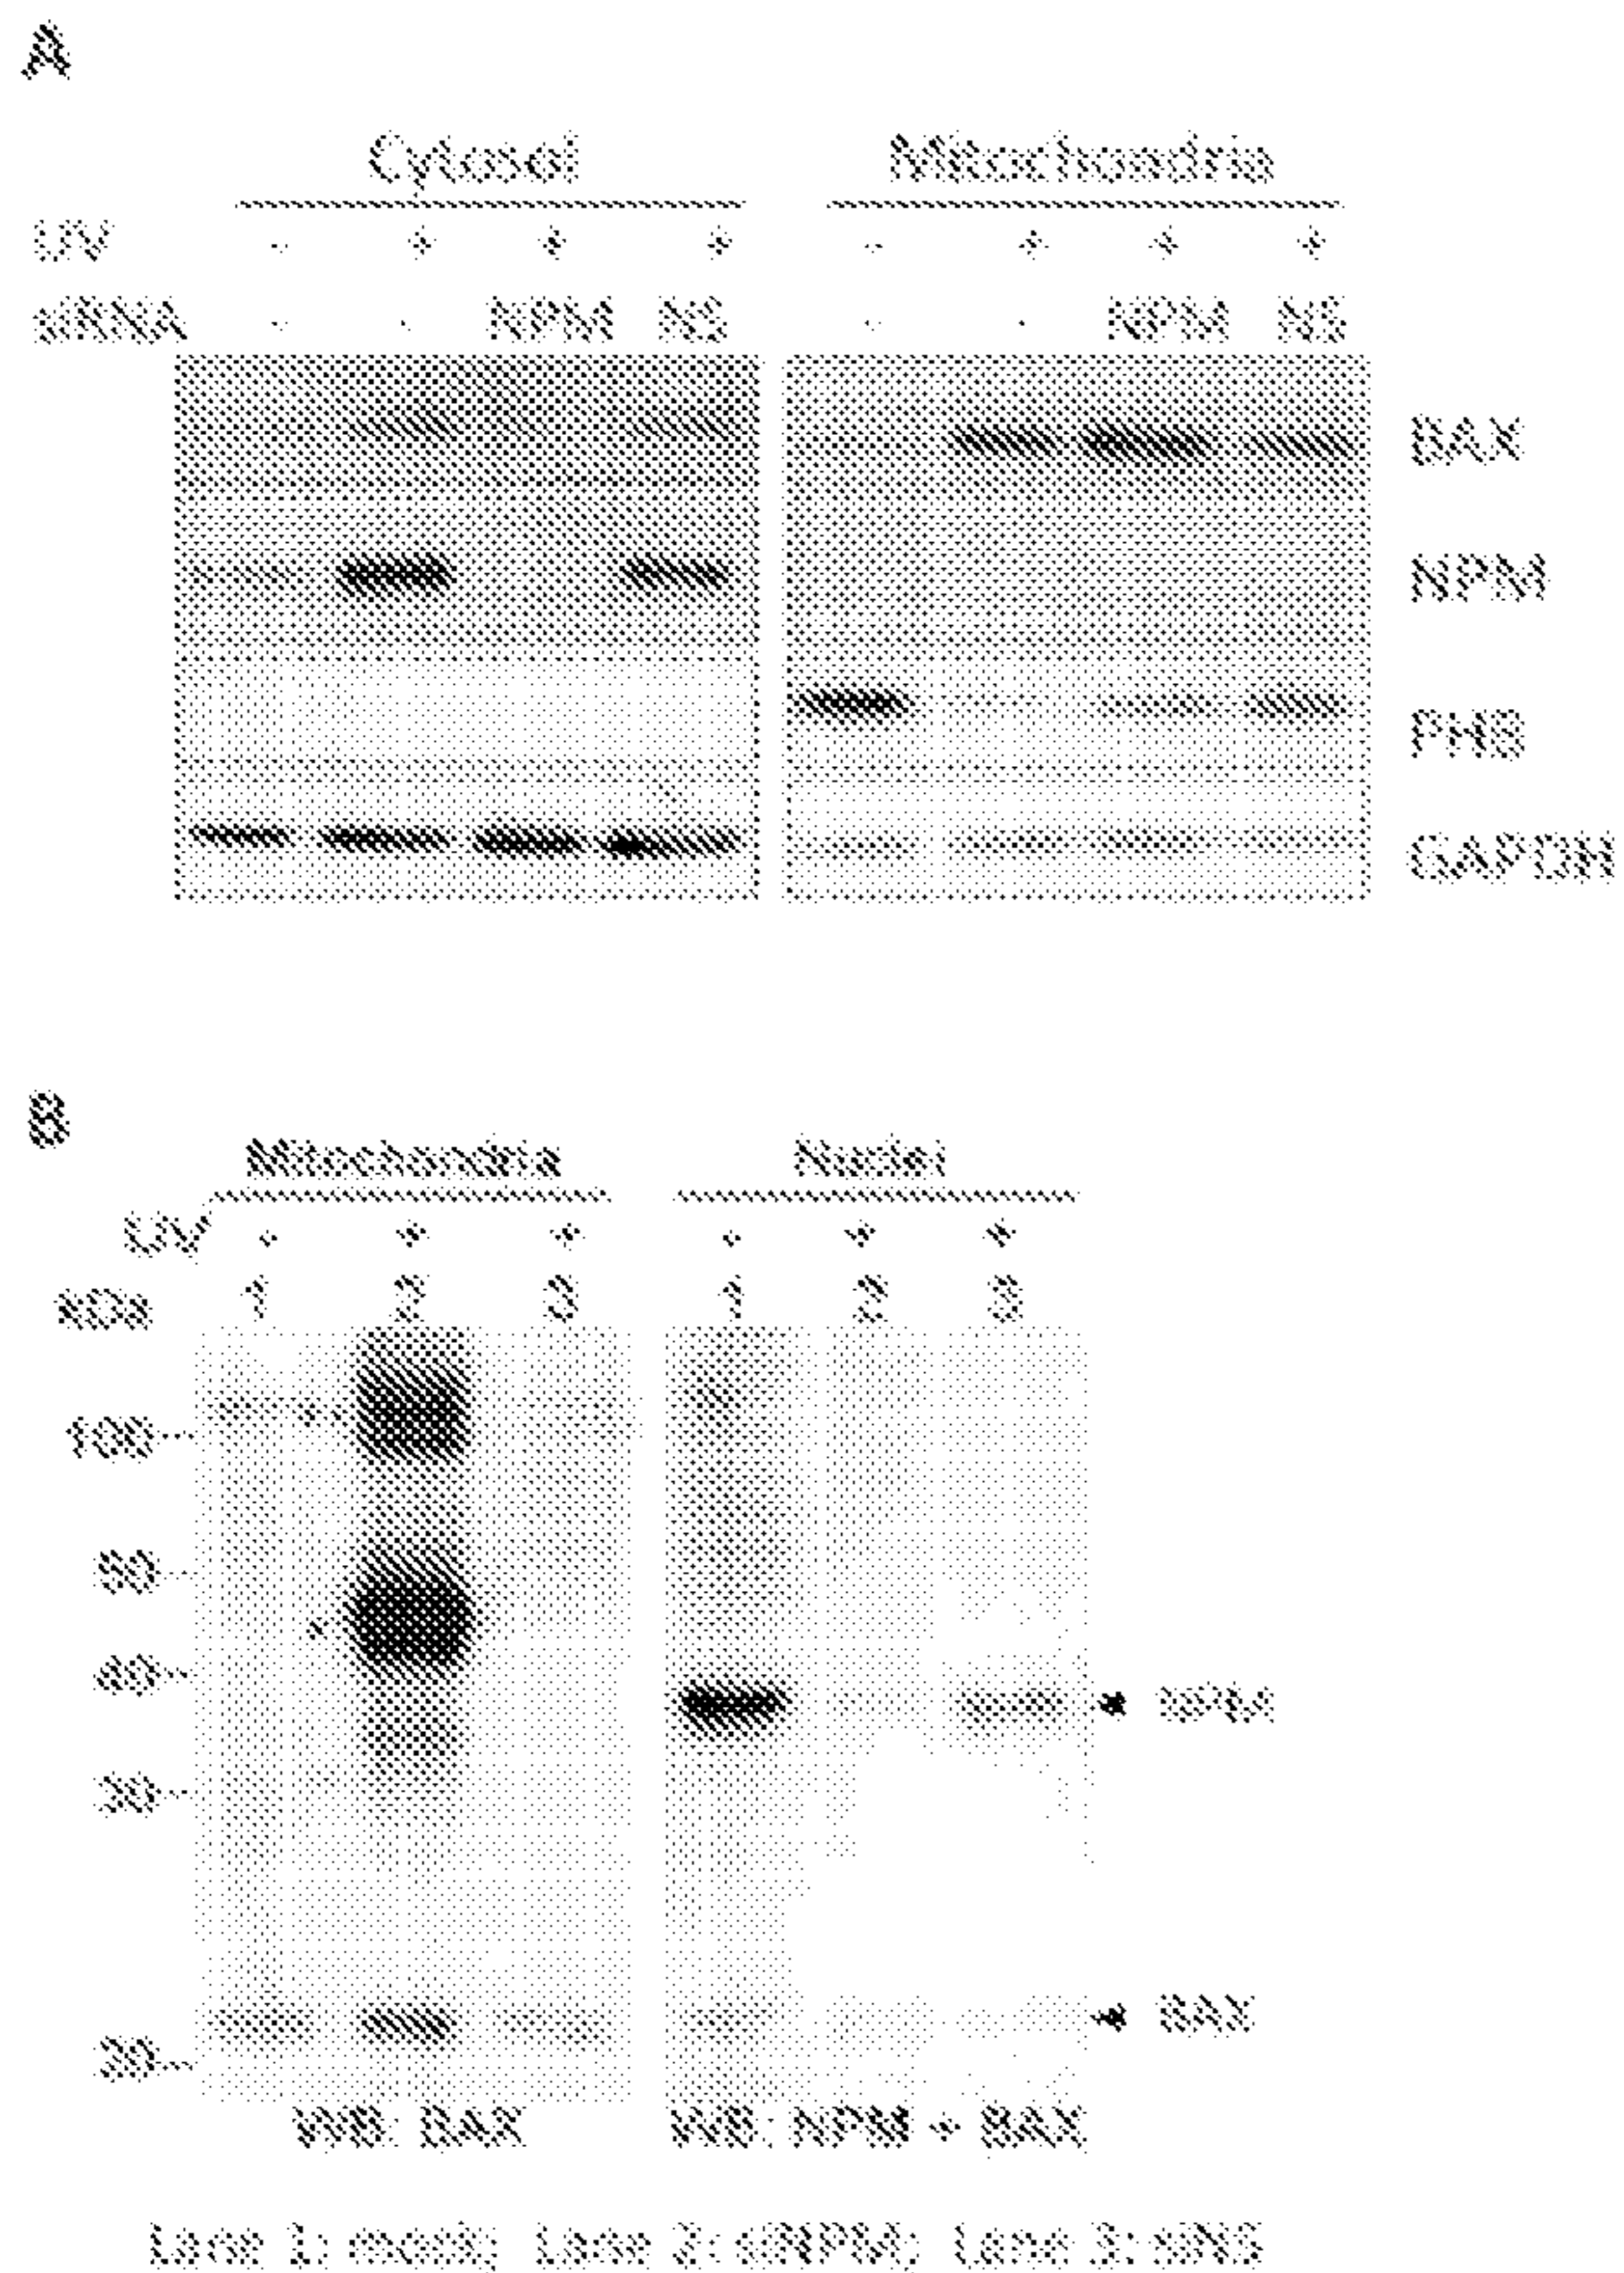 A
Cytosol Mitochondria
UV - + + + - + + +
siRNA - - NPM NS - - NPM NS
BAX
NPM
PHB
GAPDH
B
Mitochondria Nuclei
UV - + + - + +
kDa 1 2 3 1 2 3
100
50
40
NPM
30
BAX
20
WB: BAX WB: NPM + BAX
Lane 1: mock; Lane 2: siNPM; Lane 3: siNS